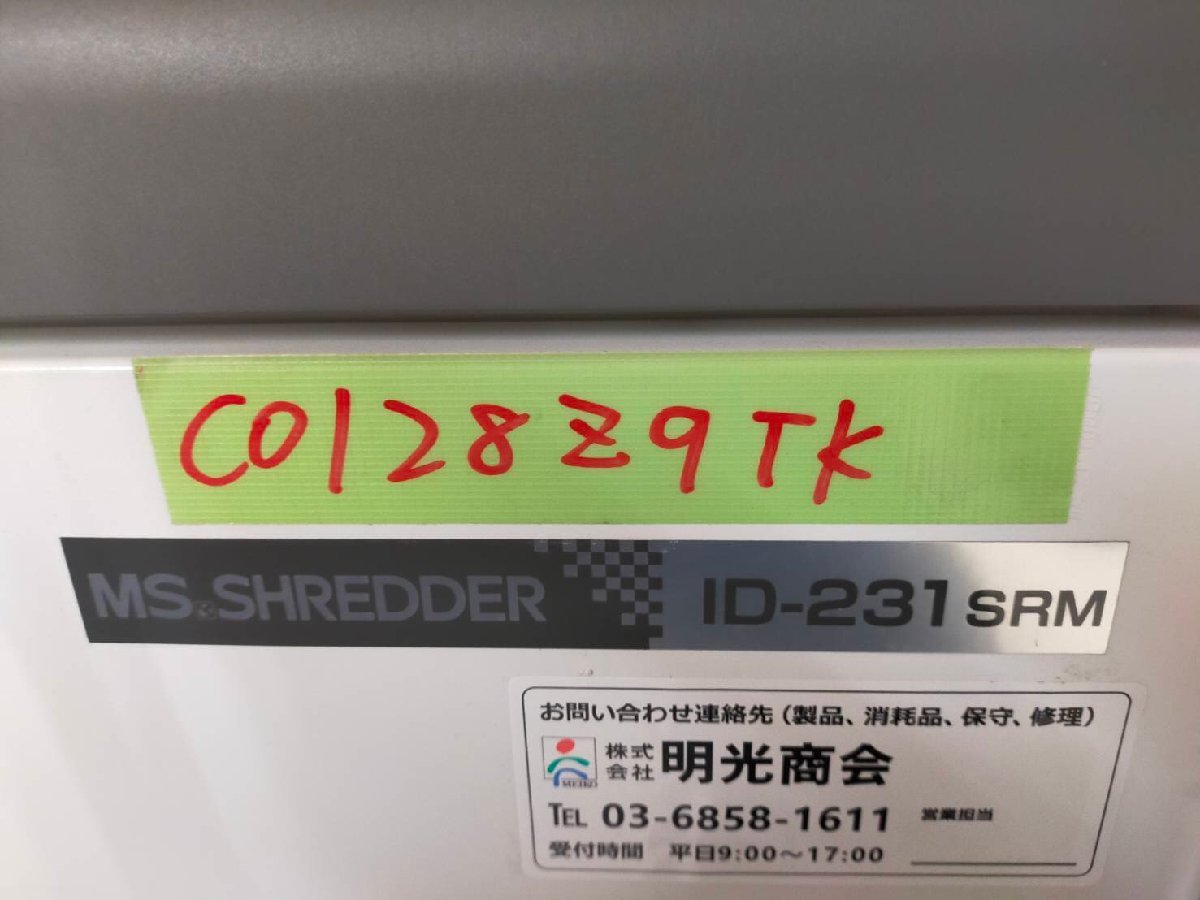 CO128Z9TK
MS SHREDDER ID-231SRM
お問い合わせ連絡先（製品、消耗品、保守、修理）
MEIKO 株式会社 明光商会
TEL 03-6858-1611 営業担当
受付時間 平日9:00～17:00